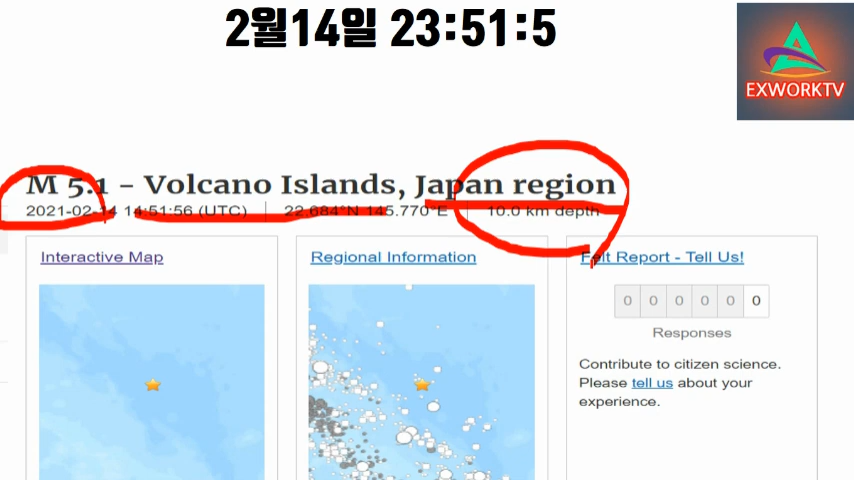 2월14일 23:51:5
EXWORKTV
M 5.1 - Volcano Islands, Japan region
2021-02-14 14:51:56 (UTC) 22.684°N 145.770°E 10.0 km depth
Interactive Map
Regional Information
Felt Report - Tell Us!
0 0 0 0 0 0
Responses
Contribute to citizen science.
Please tell us about your
experience.